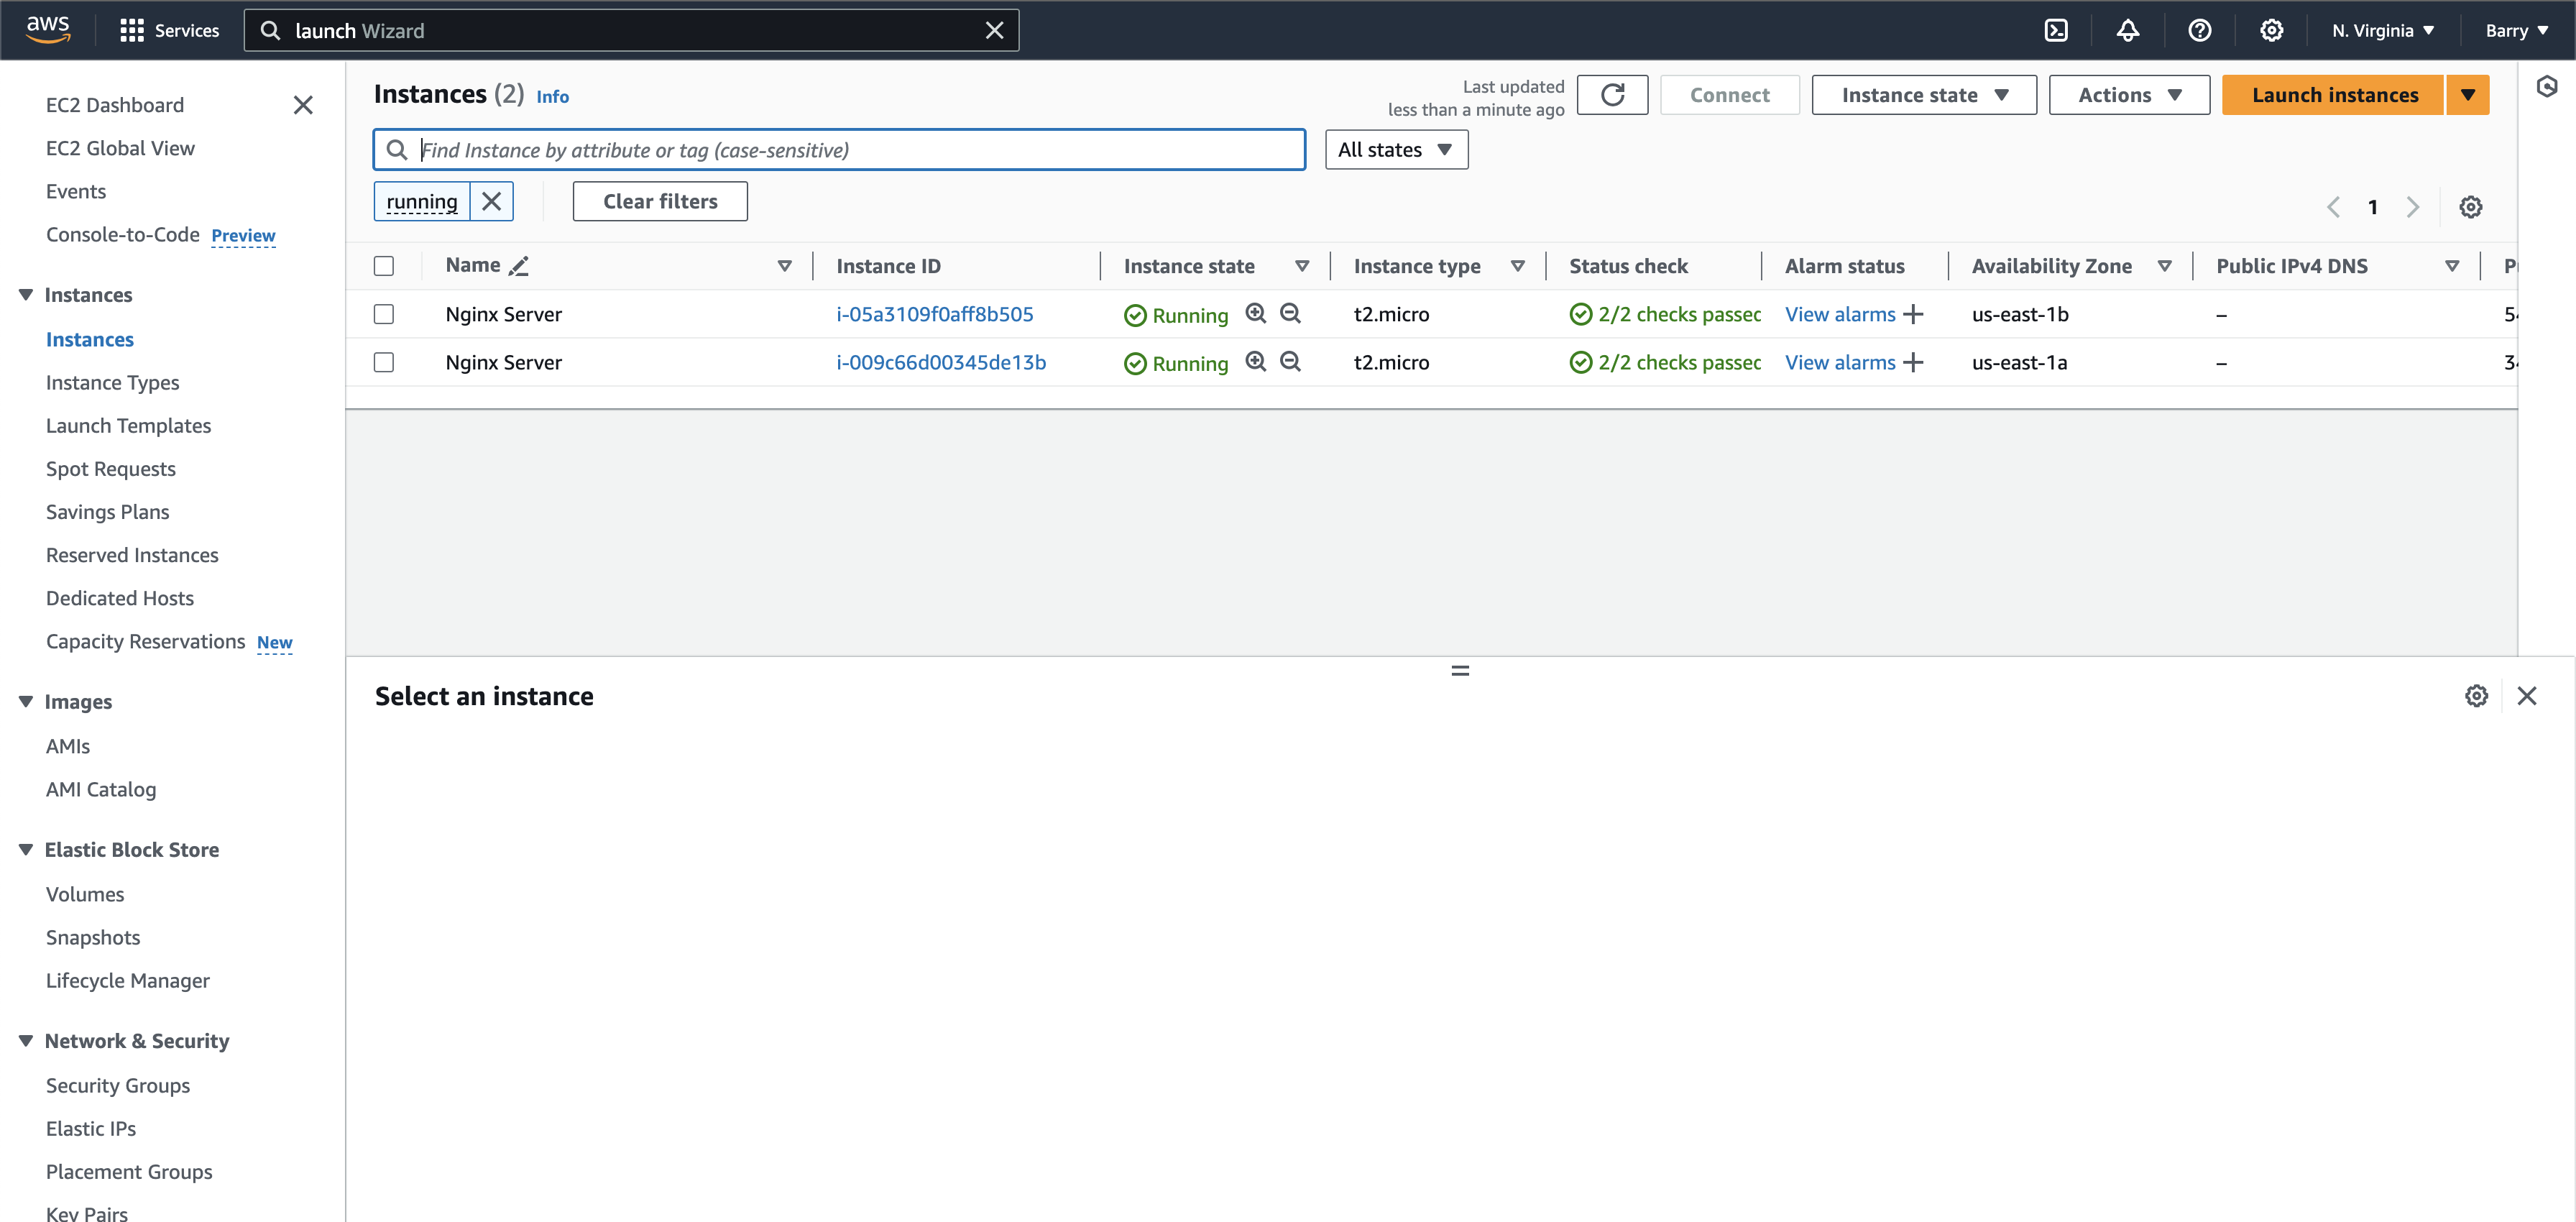 aws
Services
launch Wizard
N. Virginia
Barry
EC2 Dashboard
EC2 Global View
Events
Console-to-Code Preview
Instances
Instances
Instance Types
Launch Templates
Spot Requests
Savings Plans
Reserved Instances
Dedicated Hosts
Capacity Reservations New
Images
AMIs
AMI Catalog
Elastic Block Store
Volumes
Snapshots
Lifecycle Manager
Network & Security
Security Groups
Elastic IPs
Placement Groups
Key Pairs
Instances (2) Info
Last updated
less than a minute ago
Connect
Instance state
Actions
Launch instances
Find Instance by attribute or tag (case-sensitive)
All states
running
Clear filters
1
Name Instance ID Instance state Instance type Status check Alarm status Availability Zone Public IPv4 DNS
Nginx Server i-05a3109f0aff8b505 Running t2.micro 2/2 checks passed View alarms + us-east-1b –
Nginx Server i-009c66d00345de13b Running t2.micro 2/2 checks passed View alarms + us-east-1a –
Select an instance